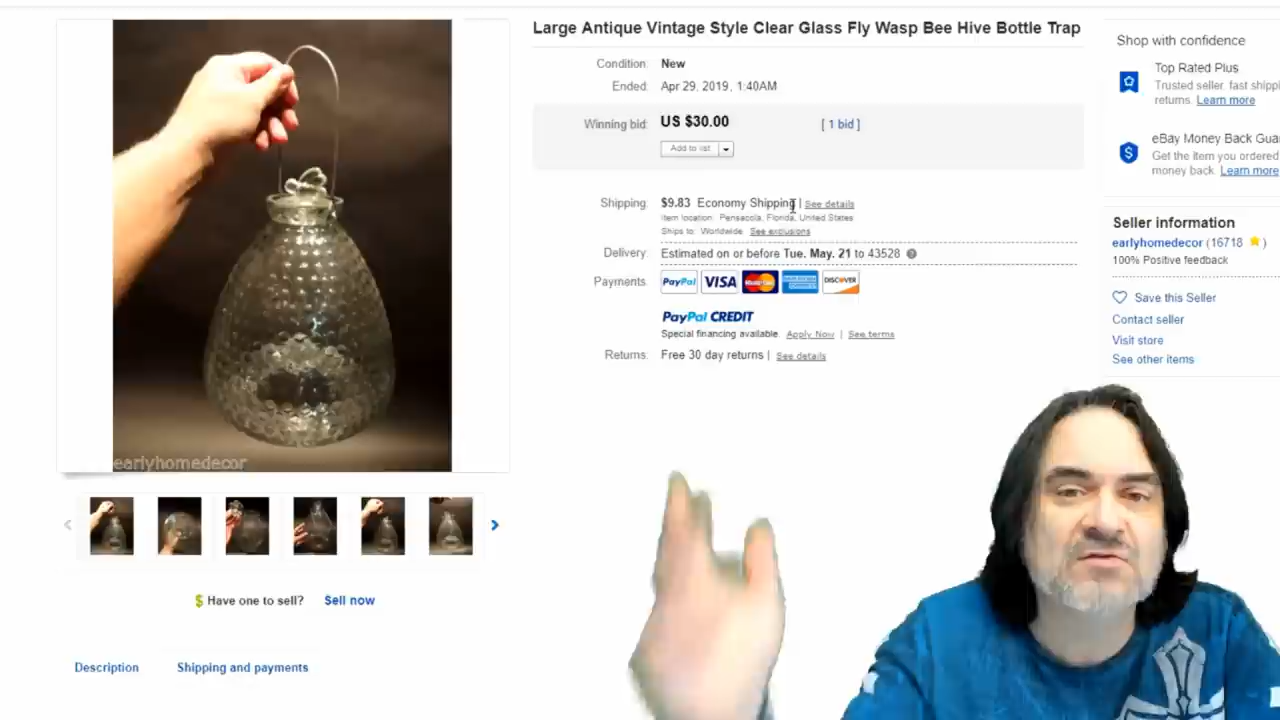 Large Antique Vintage Style Clear Glass Fly Wasp Bee Hive Bottle Trap
Condition: New
Ended: Apr 29, 2019, 1:40AM
Winning bid: US $30.00 [ 1 bid ]
Add to list
Shipping: $9.83 Economy Shipping | See details
Item location: Pensacola, Florida, United States
Ships to: Worldwide See exclusions
Delivery: Estimated on or before Tue. May. 21 to 43528
Payments: PayPal VISA MasterCard AMERICAN EXPRESS DISCOVER
PayPal CREDIT
Special financing available. Apply Now | See terms
Returns: Free 30 day returns | See details
earlyhomedecor
$ Have one to sell? Sell now
Description Shipping and payments
Shop with confidence
Top Rated Plus
Trusted seller, fast shippi
returns. Learn more
eBay Money Back Gua
$ Get the item you ordered
money back. Learn more
Seller information
earlyhomedecor (16718 )
100% Positive feedback
Save this Seller
Contact seller
Visit store
See other items